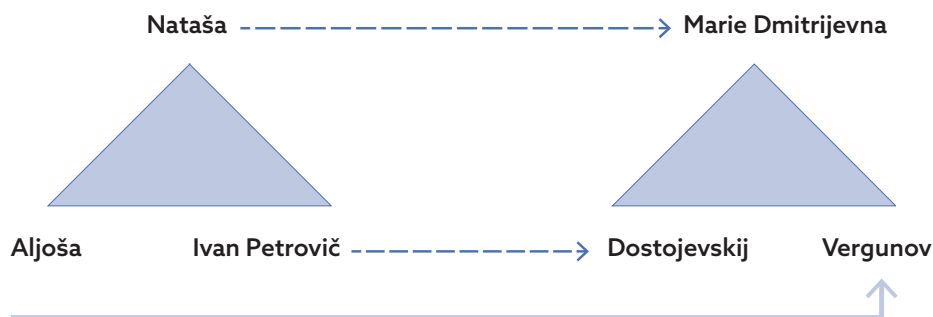 Nataša Marie Dmitrijevna
Aljoša Ivan Petrovič Dostojevskij Vergunov